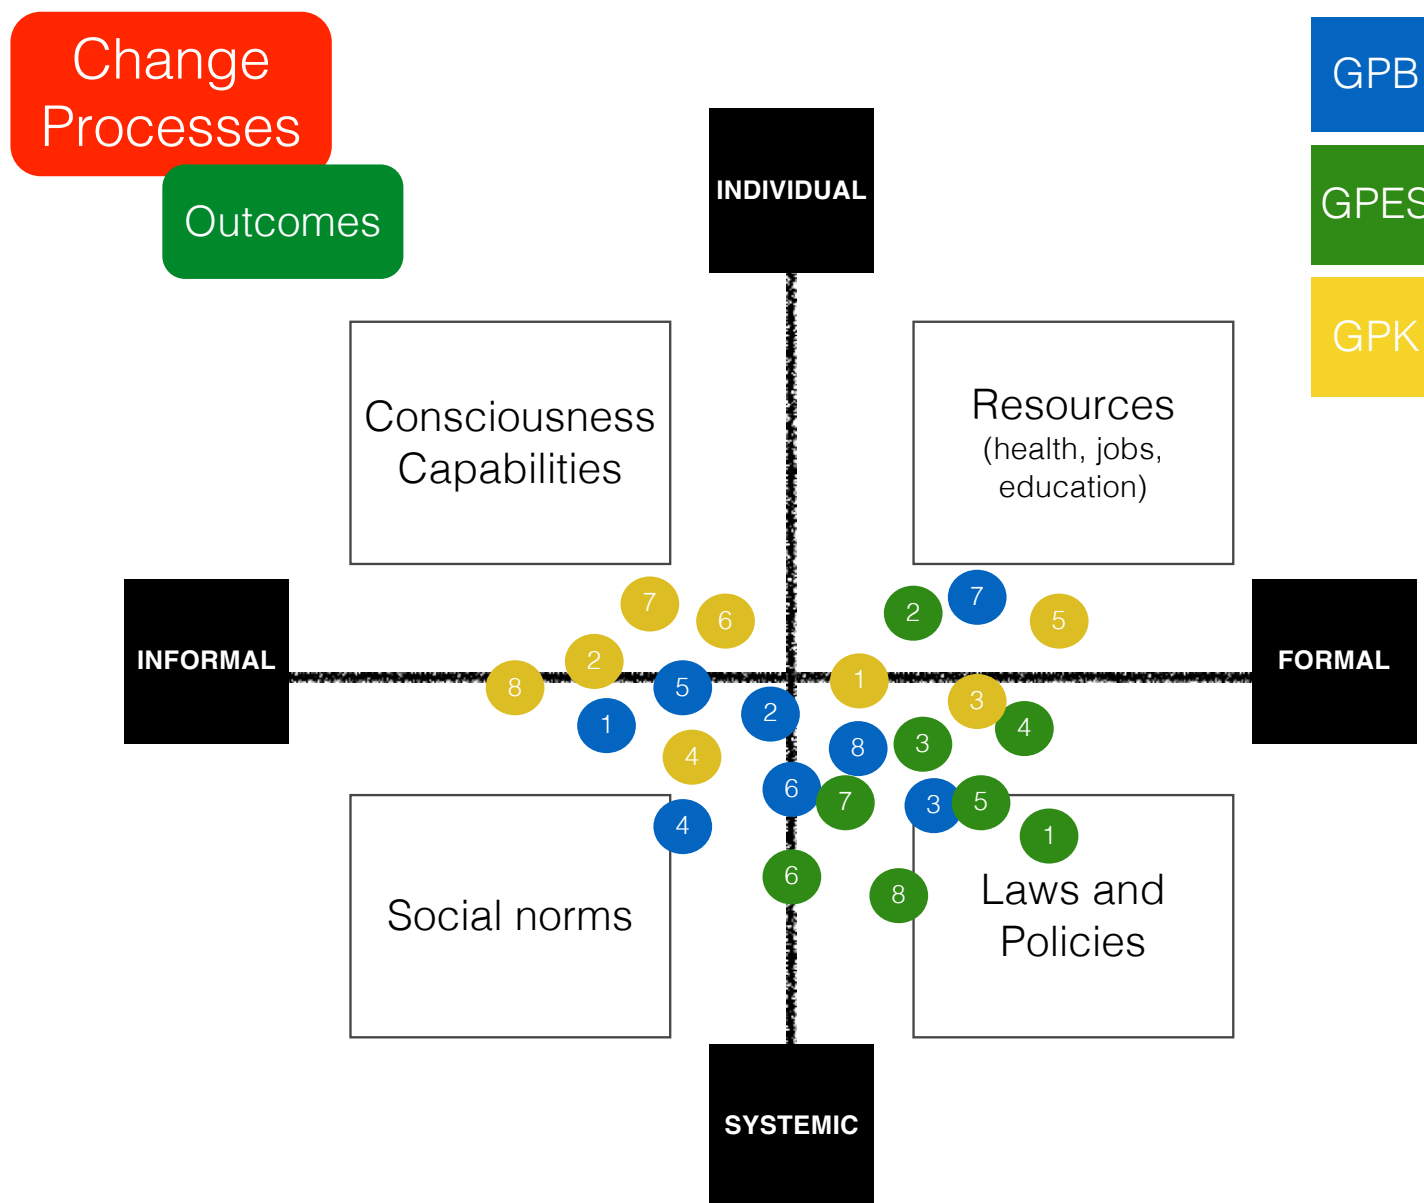 Change
Processes
Outcomes
GPB
GPES
GPK
INDIVIDUAL
Consciousness
Capabilities
Resources
(health, jobs,
education)
INFORMAL
FORMAL
7
6
2
7
5
2
8
5
1
3
1
2
4
8
3
4
6
7
3
5
4
1
6
8
Social norms
Laws and
Policies
SYSTEMIC